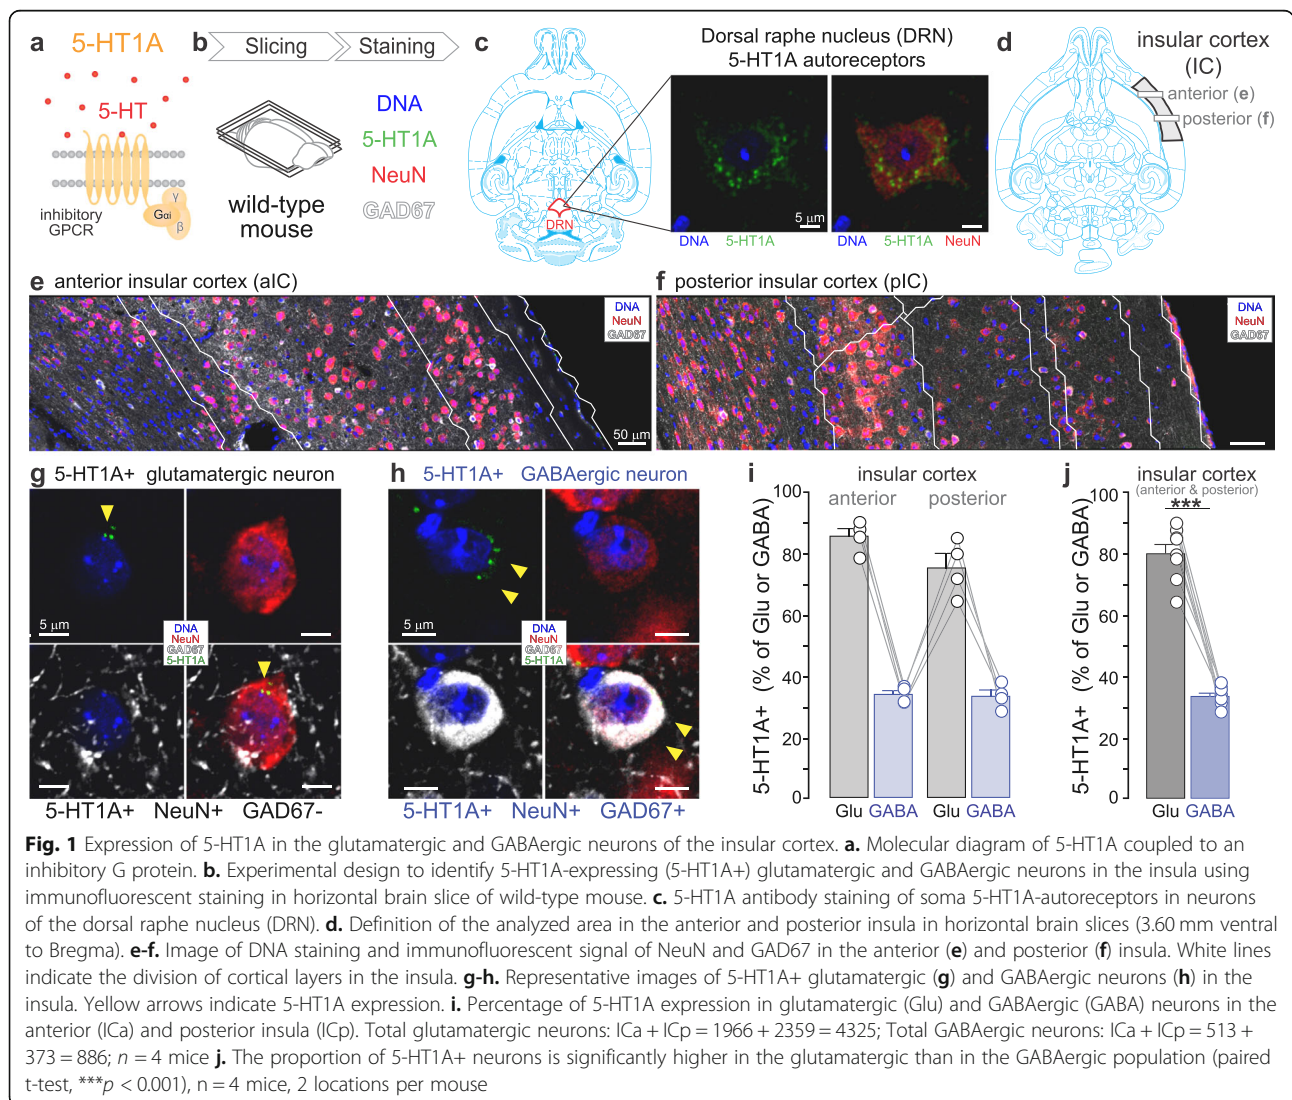 a
5-HT1A
5-HT
inhibitory
GPCR
Gαi
γ
β
b
Slicing
Staining
wild-type
mouse
DNA
5-HT1A
NeuN
GAD67
c
Dorsal raphe nucleus (DRN)
5-HT1A autoreceptors
DRN
5 µm
DNA 5-HT1A
DNA 5-HT1A NeuN
d
insular cortex
(IC)
anterior (e)
posterior (f)
e anterior insular cortex (aIC)
DNA
NeuN
GAD67
50 µm
f posterior insular cortex (pIC)
DNA
NeuN
GAD67
g 5-HT1A+ glutamatergic neuron
5 µm
DNA
NeuN
GAD67
5-HT1A
5-HT1A+ NeuN+ GAD67-
h 5-HT1A+ GABAergic neuron
5 µm
DNA
NeuN
GAD67
5-HT1A
5-HT1A+ NeuN+ GAD67+
i
insular cortex
anterior posterior
5-HT1A+ (% of Glu or GABA)
100
80
60
40
20
0
Glu GABA Glu GABA
j
insular cortex
(anterior & posterior)
***
5-HT1A+ (% of Glu or GABA)
100
80
60
40
20
0
Glu GABA
Fig. 1 Expression of 5-HT1A in the glutamatergic and GABAergic neurons of the insular cortex. a. Molecular diagram of 5-HT1A coupled to an
inhibitory G protein. b. Experimental design to identify 5-HT1A-expressing (5-HT1A+) glutamatergic and GABAergic neurons in the insula using
immunofluorescent staining in horizontal brain slice of wild-type mouse. c. 5-HT1A antibody staining of soma 5-HT1A-autoreceptors in neurons
of the dorsal raphe nucleus (DRN). d. Definition of the analyzed area in the anterior and posterior insula in horizontal brain slices (3.60 mm ventral
to Bregma). e-f. Image of DNA staining and immunofluorescent signal of NeuN and GAD67 in the anterior (e) and posterior (f) insula. White lines
indicate the division of cortical layers in the insula. g-h. Representative images of 5-HT1A+ glutamatergic (g) and GABAergic neurons (h) in the
insula. Yellow arrows indicate 5-HT1A expression. i. Percentage of 5-HT1A expression in glutamatergic (Glu) and GABAergic (GABA) neurons in the
anterior (ICa) and posterior insula (ICp). Total glutamatergic neurons: ICa + ICp = 1966 + 2359 = 4325; Total GABAergic neurons: ICa + ICp = 513 +
373 = 886; n = 4 mice j. The proportion of 5-HT1A+ neurons is significantly higher in the glutamatergic than in the GABAergic population (paired
t-test, ***p < 0.001), n = 4 mice, 2 locations per mouse